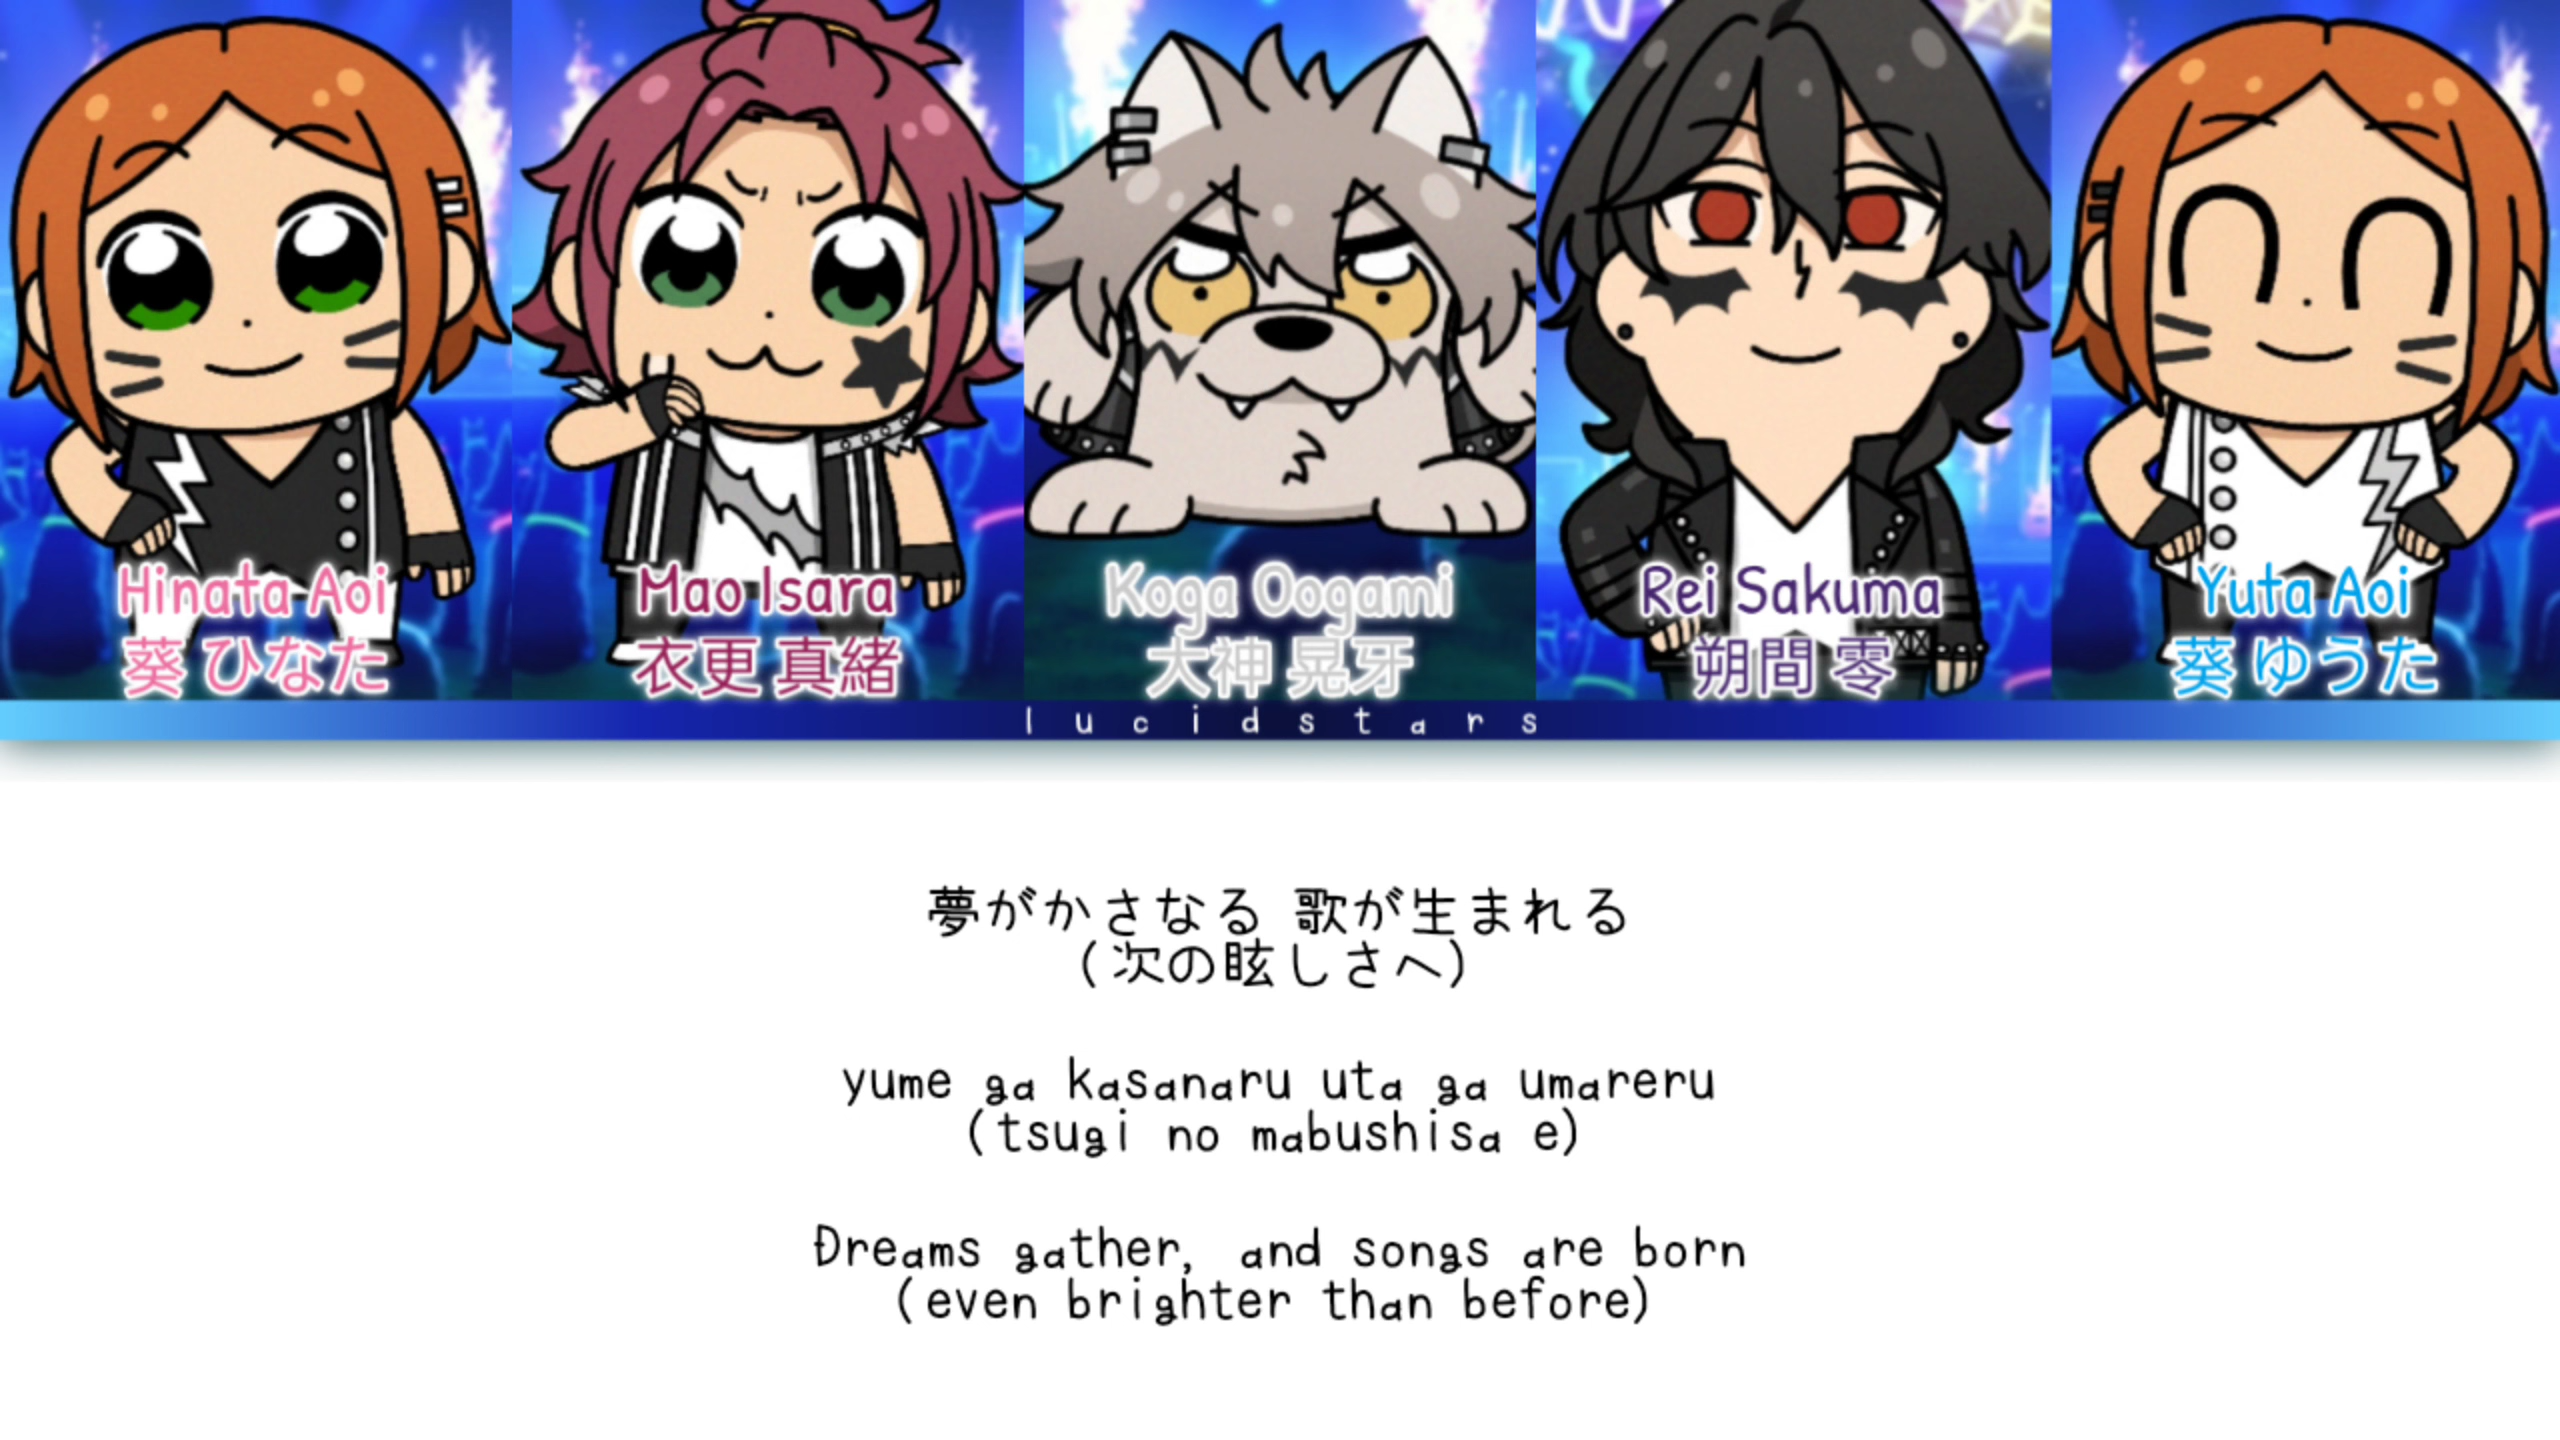 Hinata Aoi
葵 ひなた
Mao Isara
衣更 真緒
Koga Oogami
大神 晃牙
Rei Sakuma
朔間 零
Yuta Aoi
葵 ゆうた
lucidstars
夢がかさなる 歌が生まれる
(次の眩しさへ)
yume ga kasanaru uta ga umareru
(tsugi no mabushisa e)
Dreams gather, and songs are born
(even brighter than before)